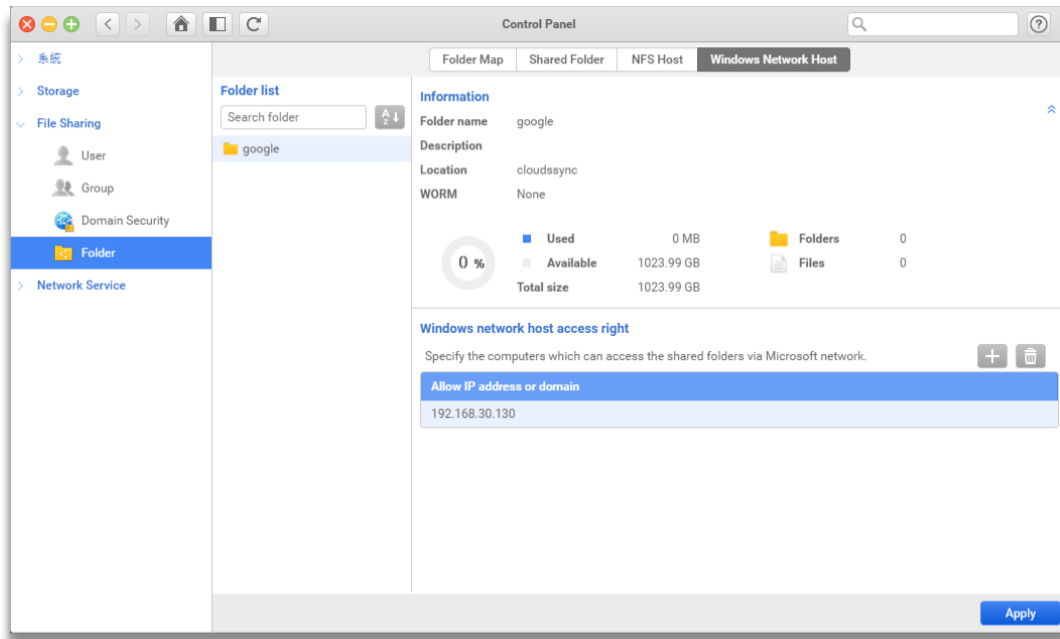 Control Panel
系統
Storage
File Sharing
User
Group
Domain Security
Folder
Network Service
Folder Map Shared Folder NFS Host Windows Network Host
Folder list
Search folder
google
Information
Folder name google
Description
Location cloudssync
WORM None
0 %
Used 0 MB Folders 0
Available 1023.99 GB Files 0
Total size 1023.99 GB
Windows network host access right
Specify the computers which can access the shared folders via Microsoft network.
Allow IP address or domain
192.168.30.130
Apply